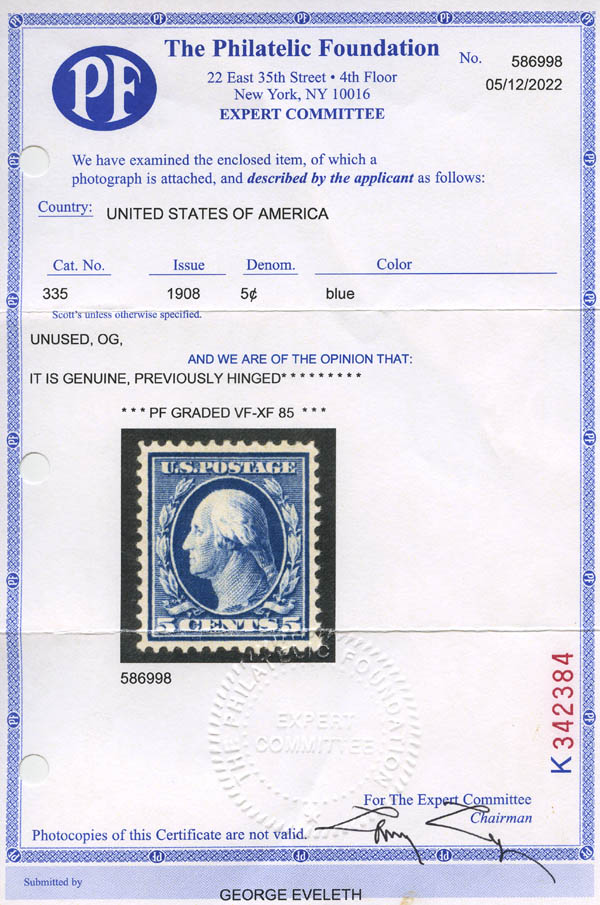 PF
The Philatelic Foundation
22 East 35th Street • 4th Floor
New York, NY 10016
EXPERT COMMITTEE
No. 586998
05/12/2022
We have examined the enclosed item, of which a
photograph is attached, and described by the applicant as follows:
Country: UNITED STATES OF AMERICA
Cat. No. Issue Denom. Color
335 1908 5¢ blue
Scott's unless otherwise specified.
UNUSED, OG,
AND WE ARE OF THE OPINION THAT:
IT IS GENUINE, PREVIOUSLY HINGED* * * * * * * * *
* * * PF GRADED VF-XF 85 * * *
U.S. POSTAGE
5 CENTS 5
586998
THE PHILATELIC FOUNDATION
EXPERT
COMMITTEE
K 342384
For The Expert Committee
Chairman
Photocopies of this Certificate are not valid.
Submitted by
GEORGE EVELETH